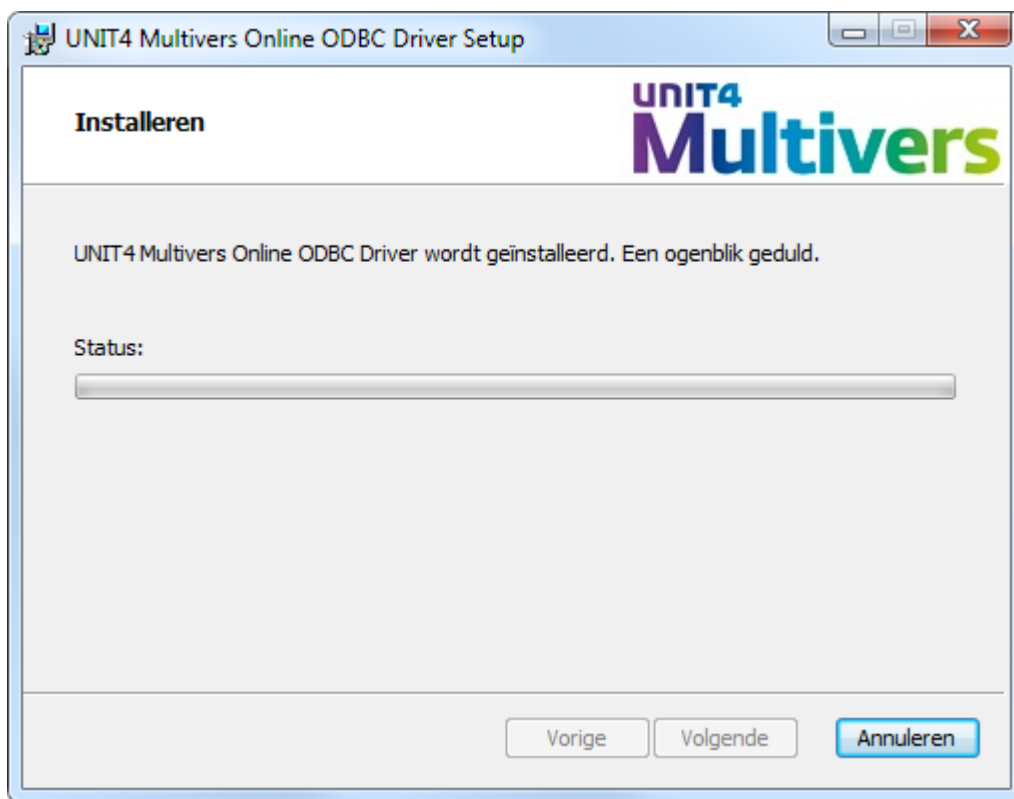 UNIT4 Multivers Online ODBC Driver Setup
Installeren
UNIT4
Multivers
UNIT4 Multivers Online ODBC Driver wordt geïnstalleerd. Een ogenblik geduld.
Status:
Vorige
Volgende
Annuleren